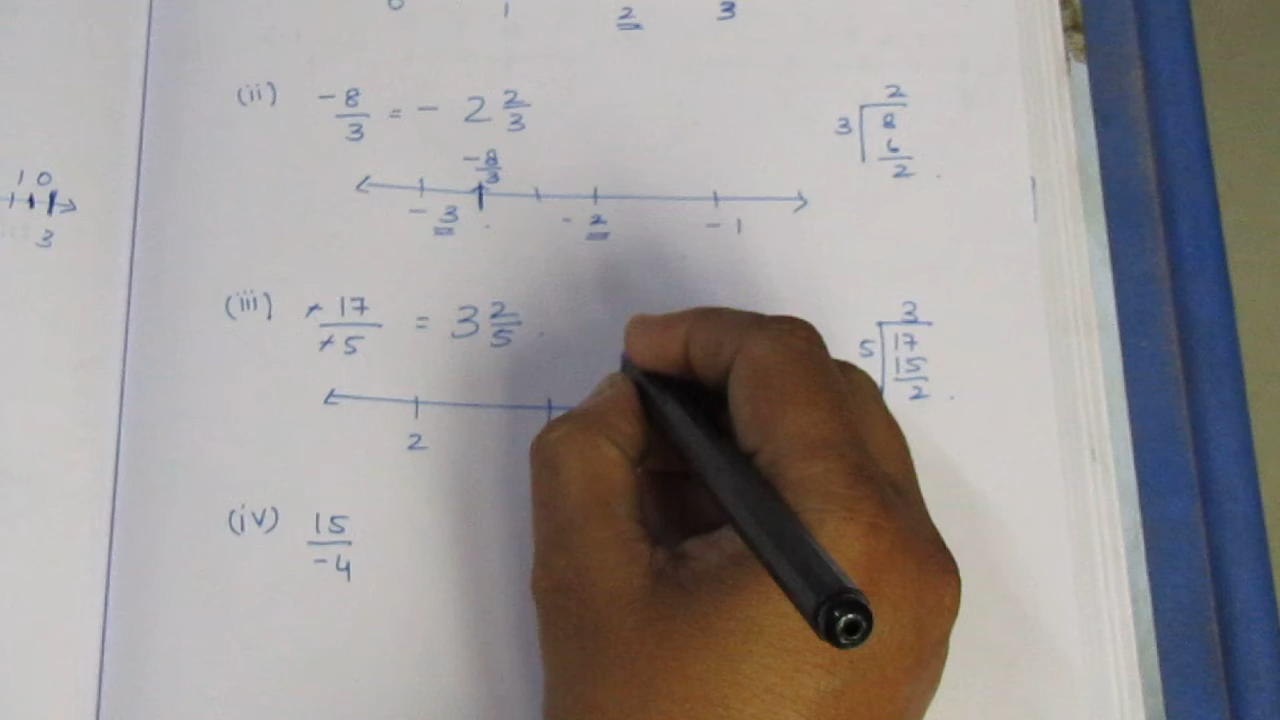 0 1 2 3
(ii) -8/3 = - 2 2/3
2
3 8
6
2 .
-8/3
-3 . -2 -1
1 0
3
(iii) -17/-5 = 3 2/5 .
3
5 17
15
2 .
2
(iv) 15/-4